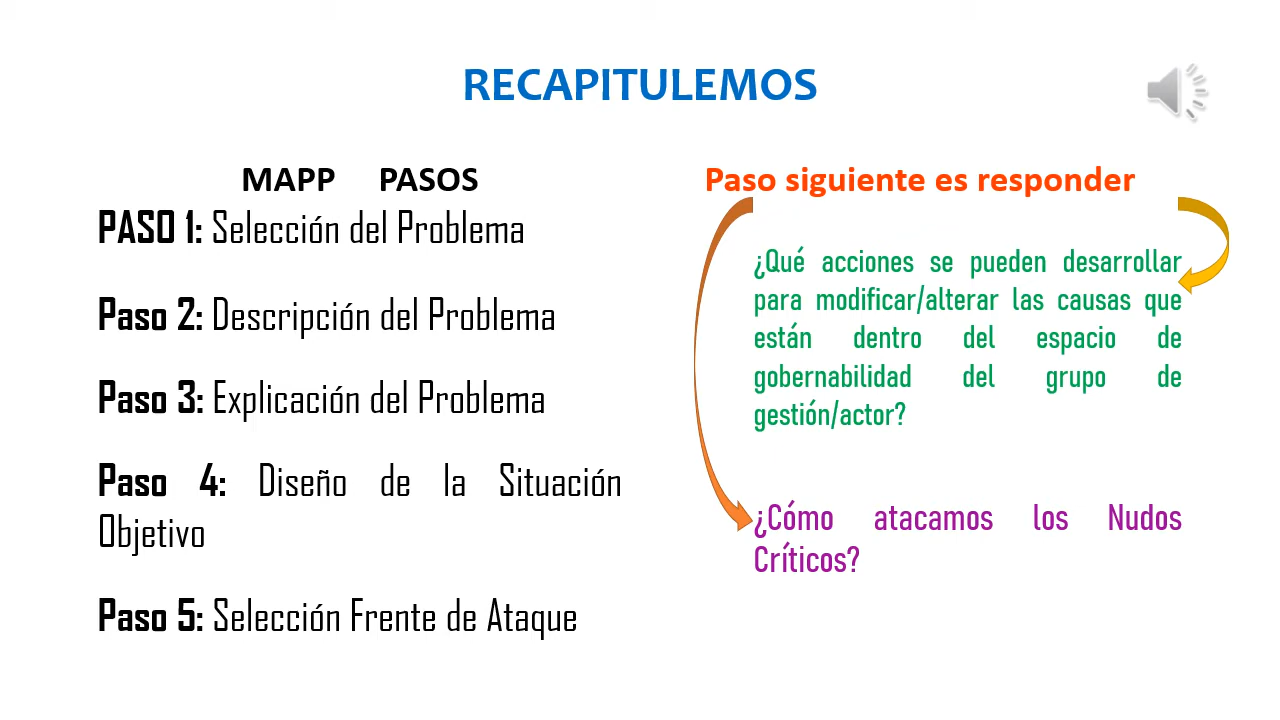 RECAPITULEMOS
MAPP PASOS
PASO 1: Selección del Problema
Paso 2: Descripción del Problema
Paso 3: Explicación del Problema
Paso 4: Diseño de la Situación
Objetivo
Paso 5: Selección Frente de Ataque
Paso siguiente es responder
¿Qué acciones se pueden desarrollar
para modificar/alterar las causas que
están dentro del espacio de
gobernabilidad del grupo de
gestión/actor?
¿Cómo atacamos los Nudos
Críticos?